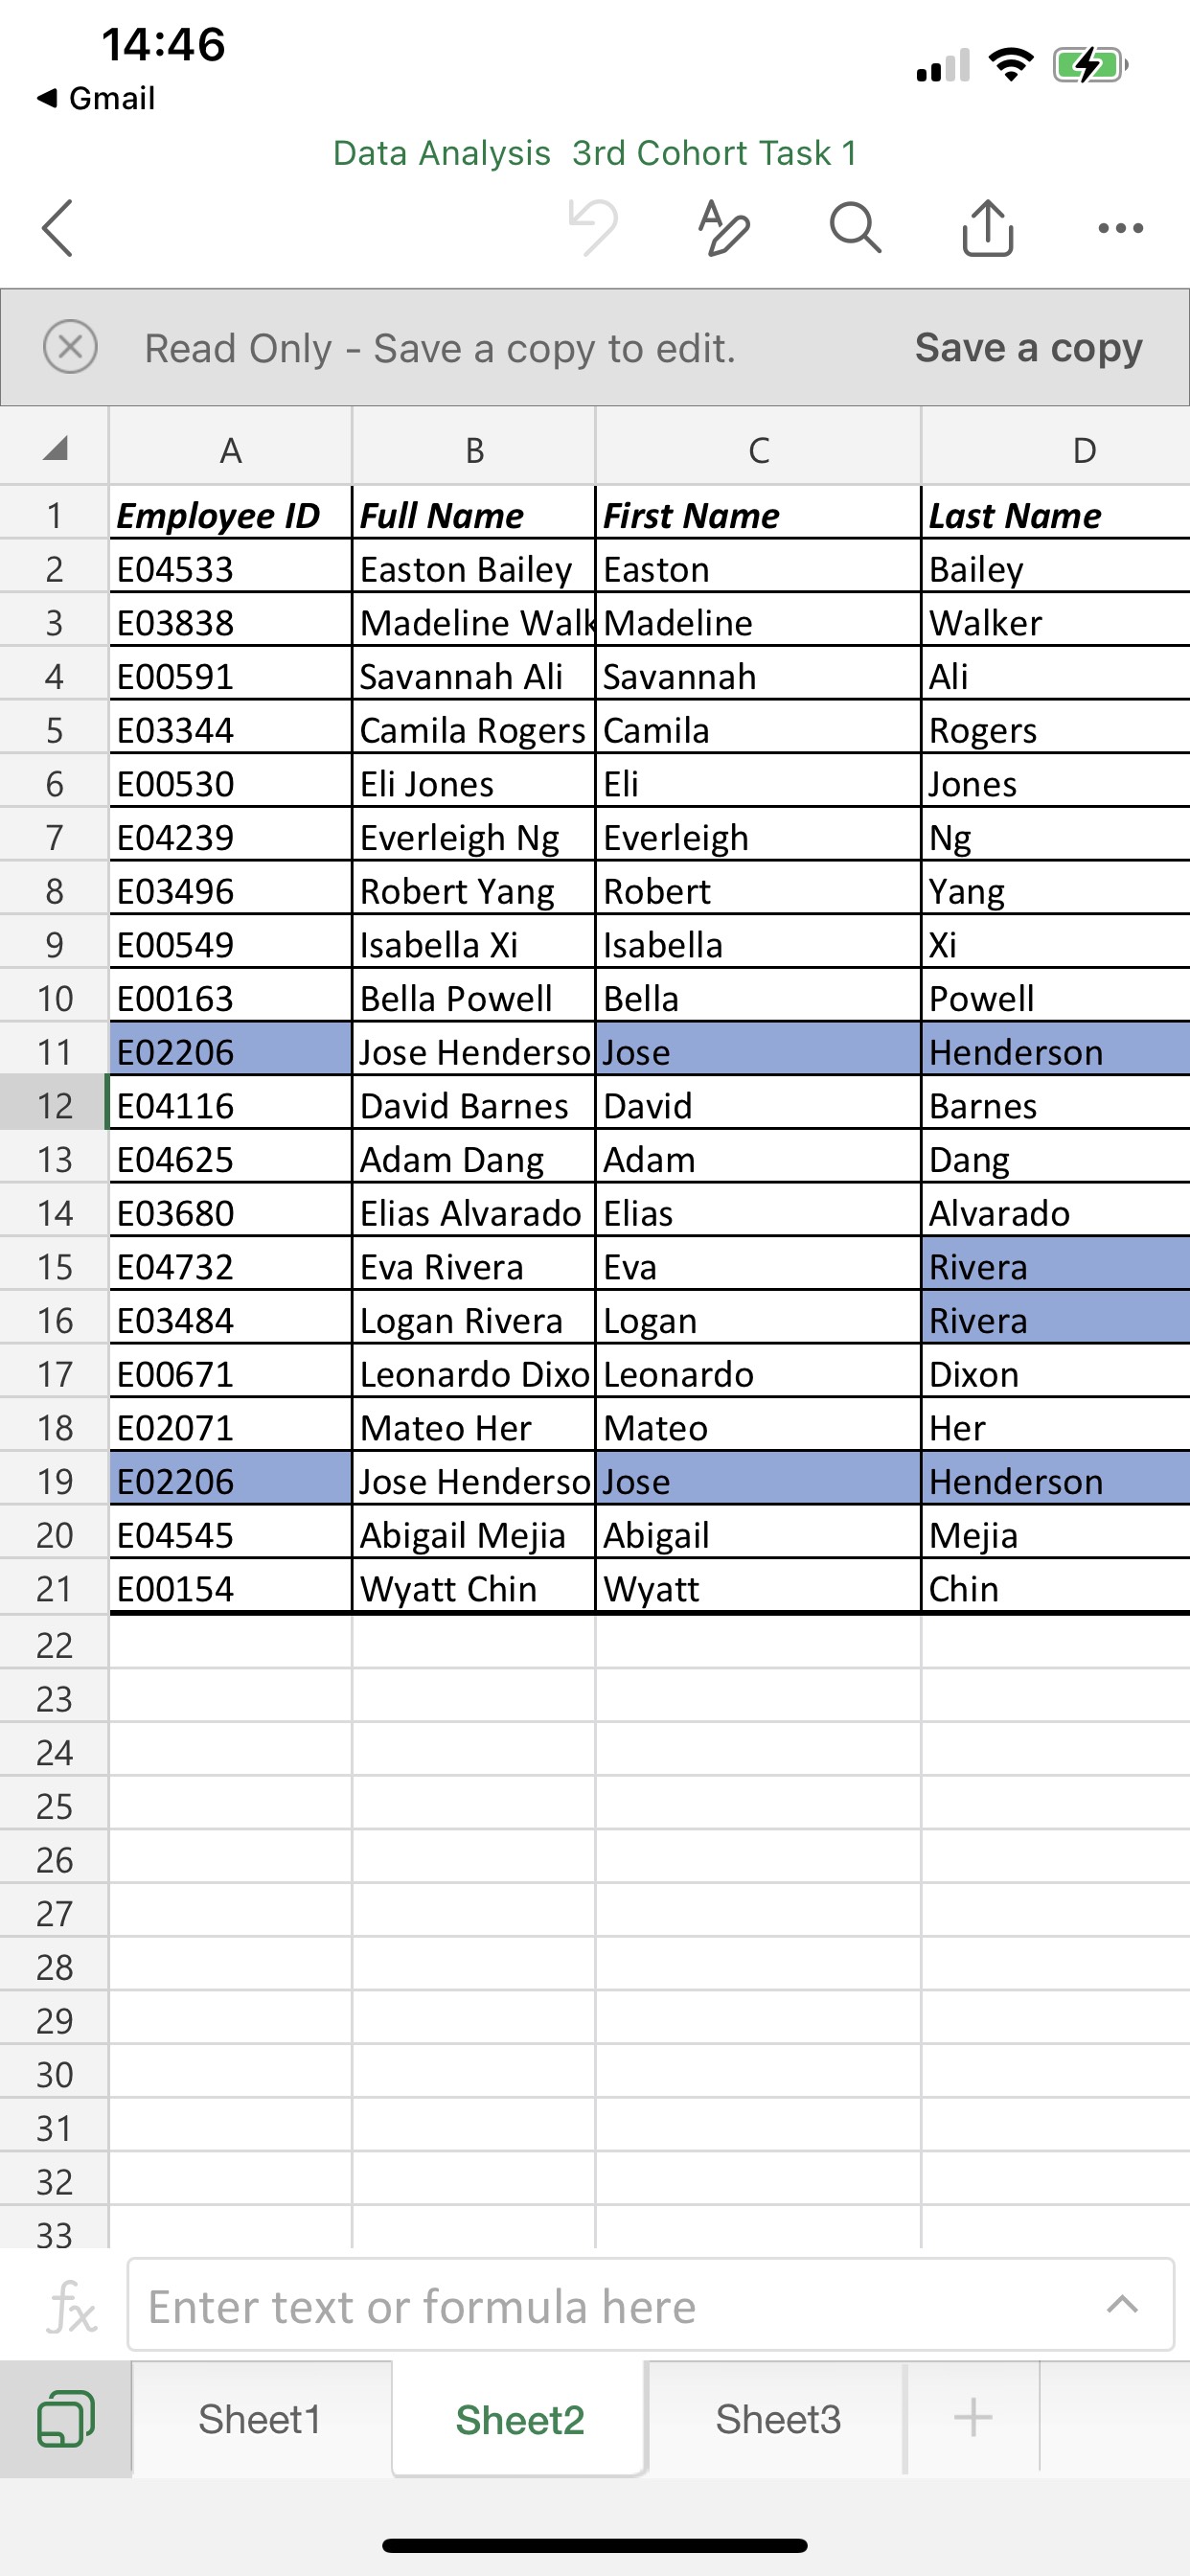 14:46
Gmail
Data Analysis 3rd Cohort Task 1
Read Only - Save a copy to edit. Save a copy
A B C D
1 Employee ID Full Name First Name Last Name
2 E04533 Easton Bailey Easton Bailey
3 E03838 Madeline Walk Madeline Walker
4 E00591 Savannah Ali Savannah Ali
5 E03344 Camila Rogers Camila Rogers
6 E00530 Eli Jones Eli Jones
7 E04239 Everleigh Ng Everleigh Ng
8 E03496 Robert Yang Robert Yang
9 E00549 Isabella Xi Isabella Xi
10 E00163 Bella Powell Bella Powell
11 E02206 Jose Henderso Jose Henderson
12 E04116 David Barnes David Barnes
13 E04625 Adam Dang Adam Dang
14 E03680 Elias Alvarado Elias Alvarado
15 E04732 Eva Rivera Eva Rivera
16 E03484 Logan Rivera Logan Rivera
17 E00671 Leonardo Dixo Leonardo Dixon
18 E02071 Mateo Her Mateo Her
19 E02206 Jose Henderso Jose Henderson
20 E04545 Abigail Mejia Abigail Mejia
21 E00154 Wyatt Chin Wyatt Chin
22
23
24
25
26
27
28
29
30
31
32
33
fx Enter text or formula here
Sheet1 Sheet2 Sheet3 +